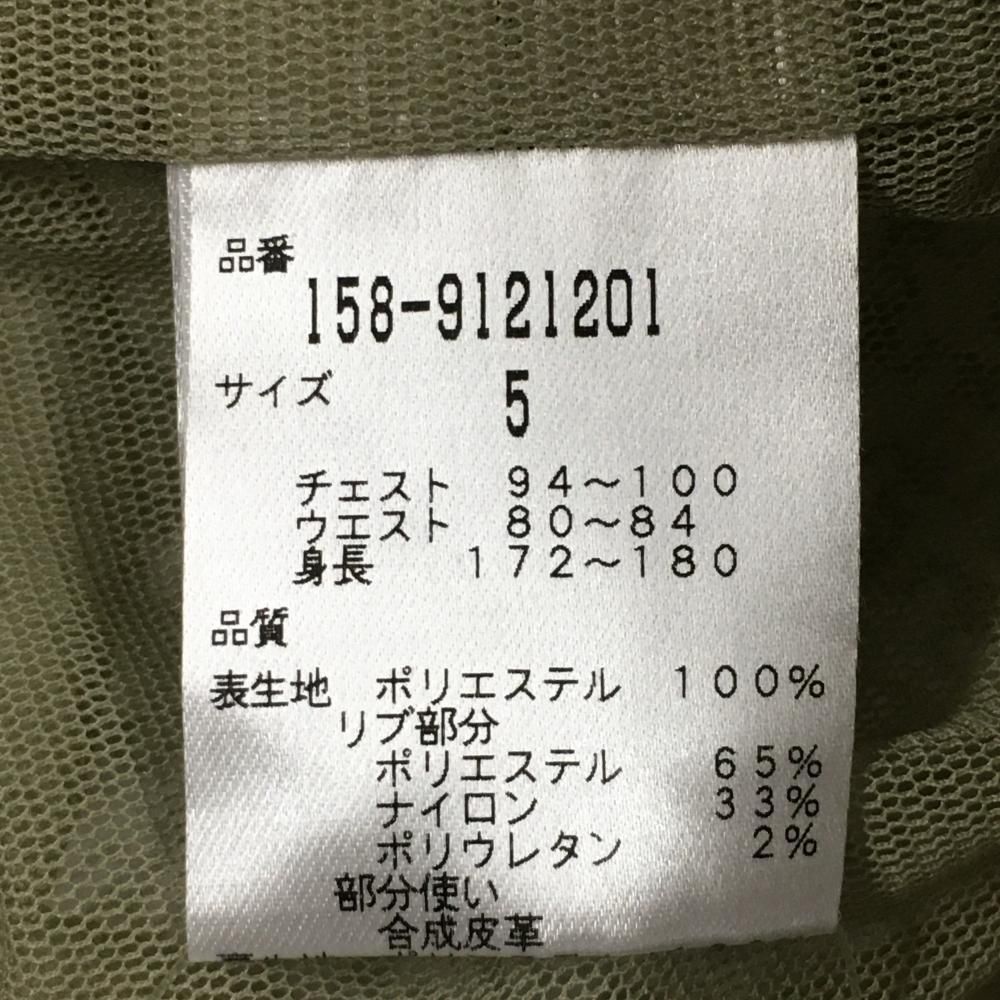 品番
158-9121201
サイズ 5
チェスト 94～100
ウエスト 80～84
身長 172～180
品質
表生地 ポリエステル 100%
リブ部分
ポリエステル 65%
ナイロン 33%
ポリウレタン 2%
部分使い
合成皮革